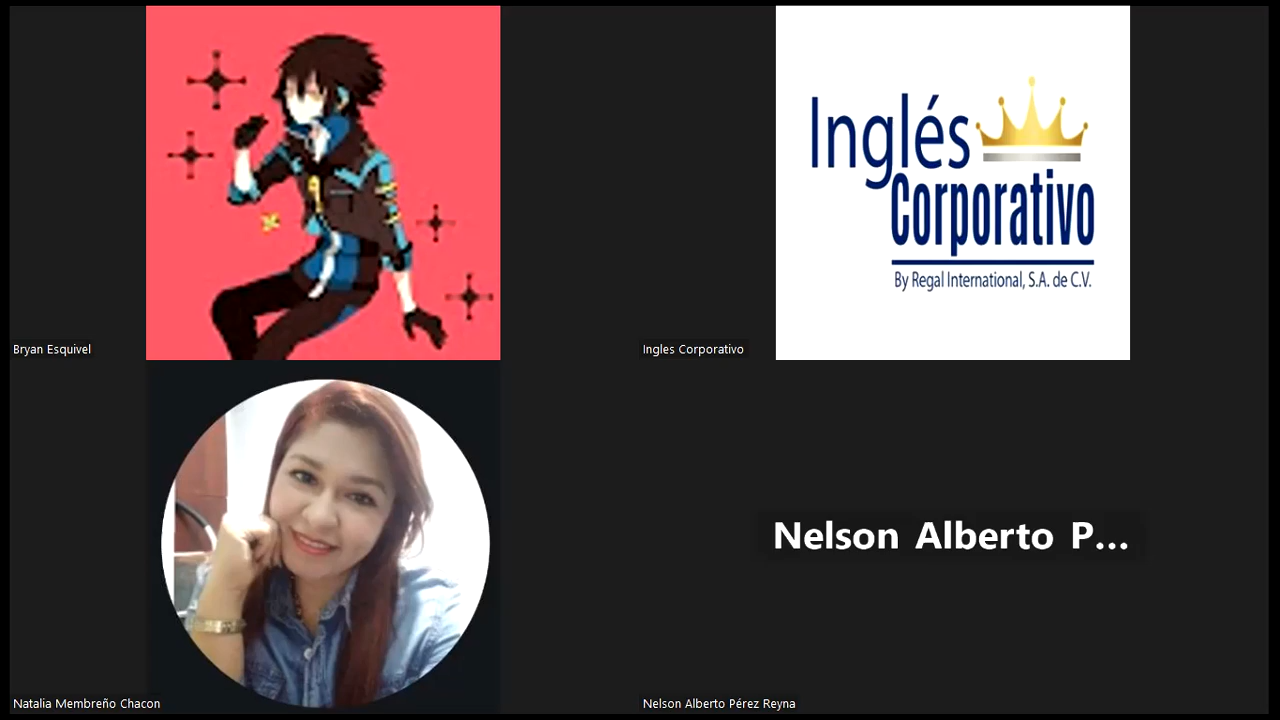 Inglés
Corporativo
By Regal International, S.A. de C.V.
Bryan Esquivel
Ingles Corporativo
Nelson Alberto P...
Natalia Membreño Chacon
Nelson Alberto Pérez Reyna